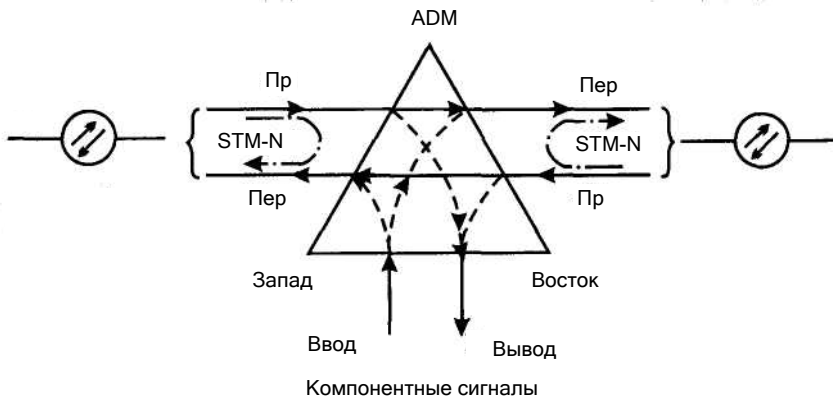 ADM
Пр
Пер
STM-N
STM-N
Пер
Пр
Запад
Восток
Ввод
Вывод
Компонентные сигналы